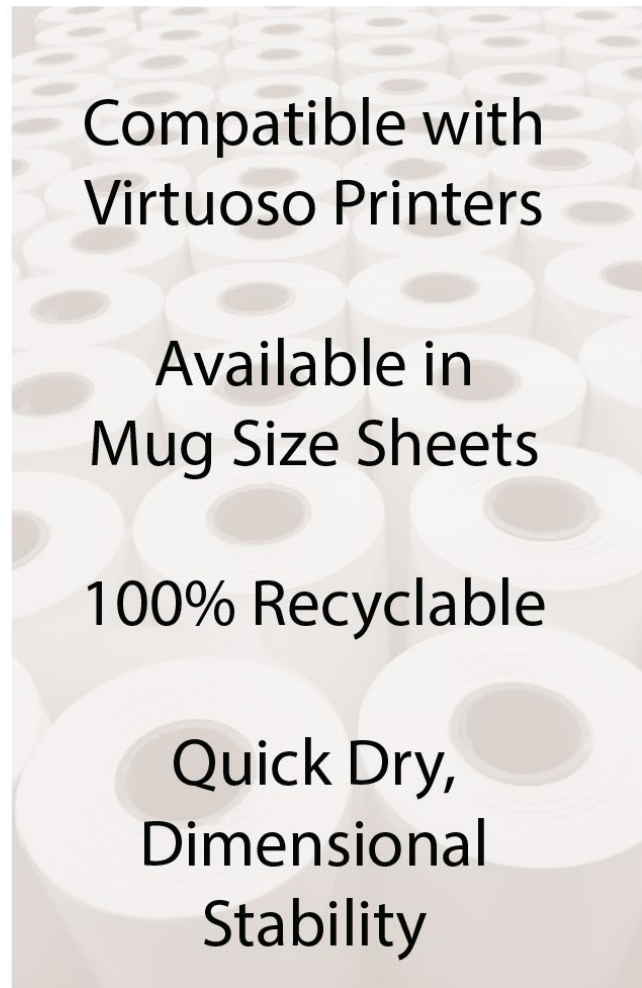 Compatible with
Virtuoso Printers
Available in
Mug Size Sheets
100% Recyclable
Quick Dry,
Dimensional
Stability